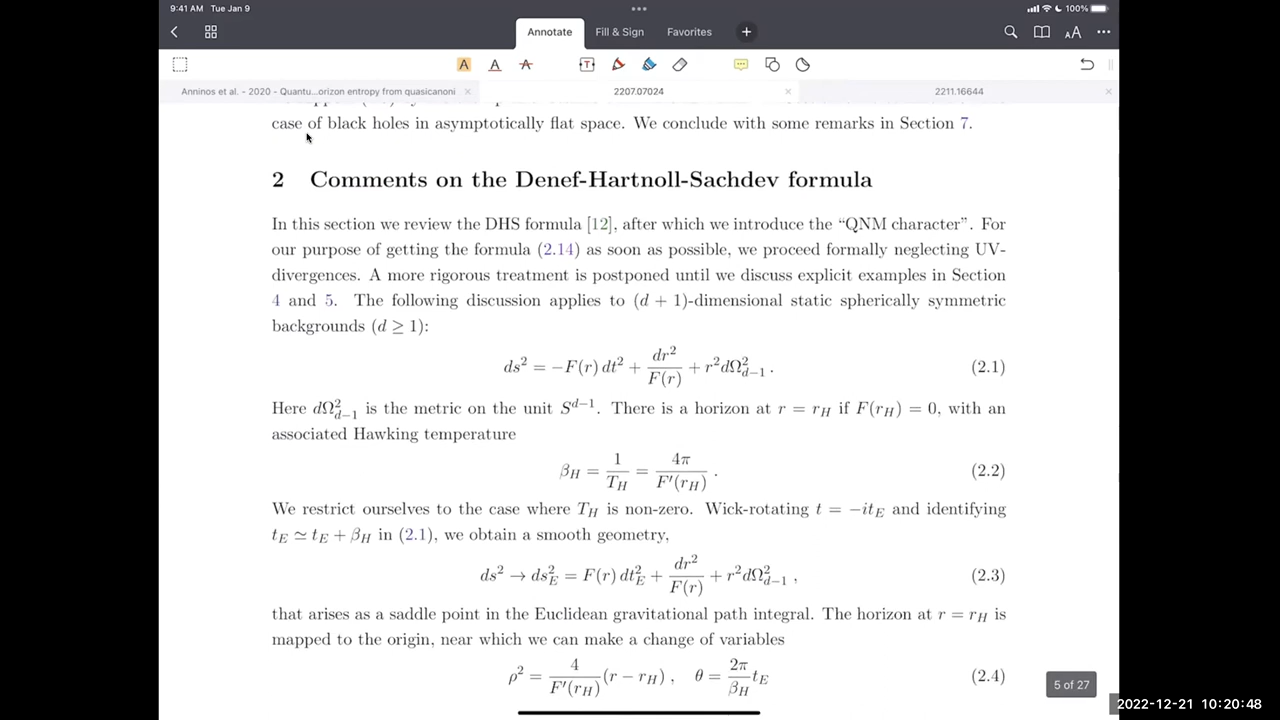 9:41 AM Tue Jan 9
100%
Annotate
Fill & Sign
Favorites
Anninos et al. - 2020 - Quantu...orizon entropy from quasicanoni
2207.07024
2211.16644
case of black holes in asymptotically flat space. We conclude with some remarks in Section 7.
2 Comments on the Denef-Hartnoll-Sachdev formula
In this section we review the DHS formula [12], after which we introduce the “QNM character”. For
our purpose of getting the formula (2.14) as soon as possible, we proceed formally neglecting UV-
divergences. A more rigorous treatment is postponed until we discuss explicit examples in Section
4 and 5. The following discussion applies to (d + 1)-dimensional static spherically symmetric
backgrounds (d ≥ 1):
ds² = −F(r) dt² + dr²/F(r) + r²dΩ²_{d−1} . (2.1)
Here dΩ²_{d−1} is the metric on the unit S^{d−1}. There is a horizon at r = r_H if F(r_H) = 0, with an
associated Hawking temperature
β_H = 1/T_H = 4π/F′(r_H) . (2.2)
We restrict ourselves to the case where T_H is non-zero. Wick-rotating t = −it_E and identifying
t_E ≃ t_E + β_H in (2.1), we obtain a smooth geometry,
ds² → ds²_E = F(r) dt²_E + dr²/F(r) + r²dΩ²_{d−1} , (2.3)
that arises as a saddle point in the Euclidean gravitational path integral. The horizon at r = r_H is
mapped to the origin, near which we can make a change of variables
ρ² = 4/F′(r_H) (r − r_H) , θ = 2π/β_H t_E (2.4)
5 of 27
2022-12-21 10:20:48